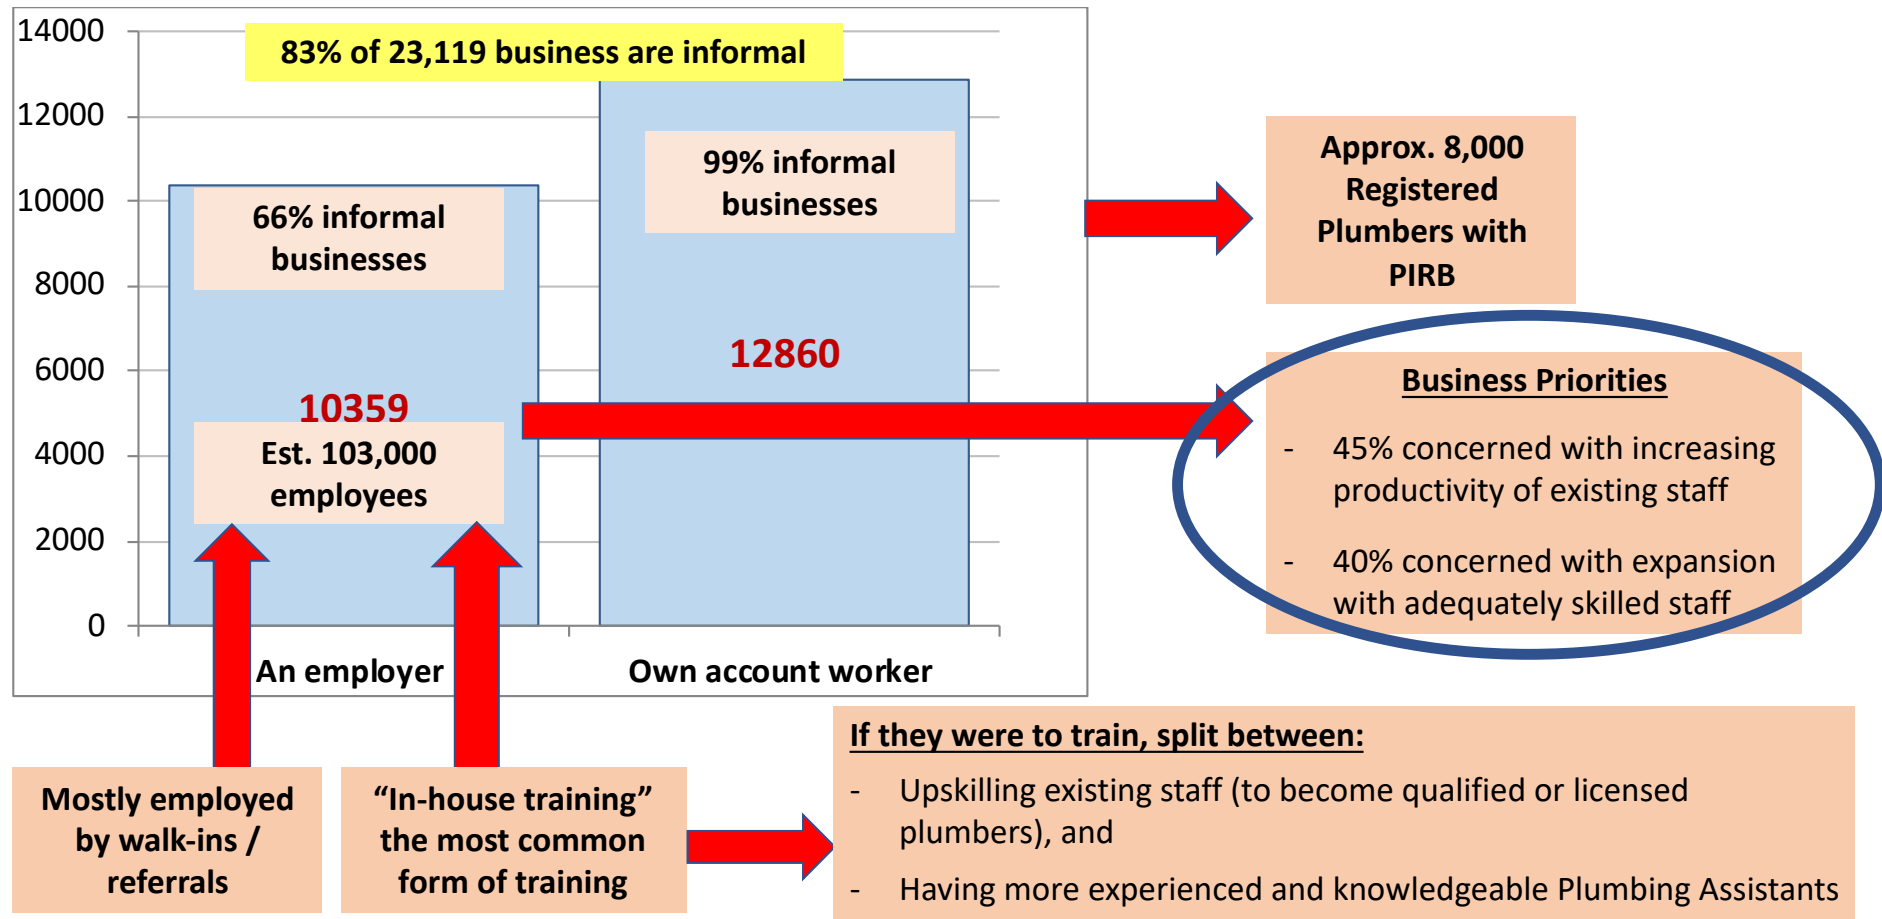 14000
12000
10000
8000
6000
4000
2000
0
83% of 23,119 business are informal
66% informal
businesses
10359
Est. 103,000
employees
99% informal
businesses
12860
An employer
Own account worker
Approx. 8,000
Registered
Plumbers with
PIRB
Business Priorities
- 45% concerned with increasing
productivity of existing staff
- 40% concerned with expansion
with adequately skilled staff
Mostly employed
by walk-ins /
referrals
“In-house training”
the most common
form of training
If they were to train, split between:
- Upskilling existing staff (to become qualified or licensed
plumbers), and
- Having more experienced and knowledgeable Plumbing Assistants